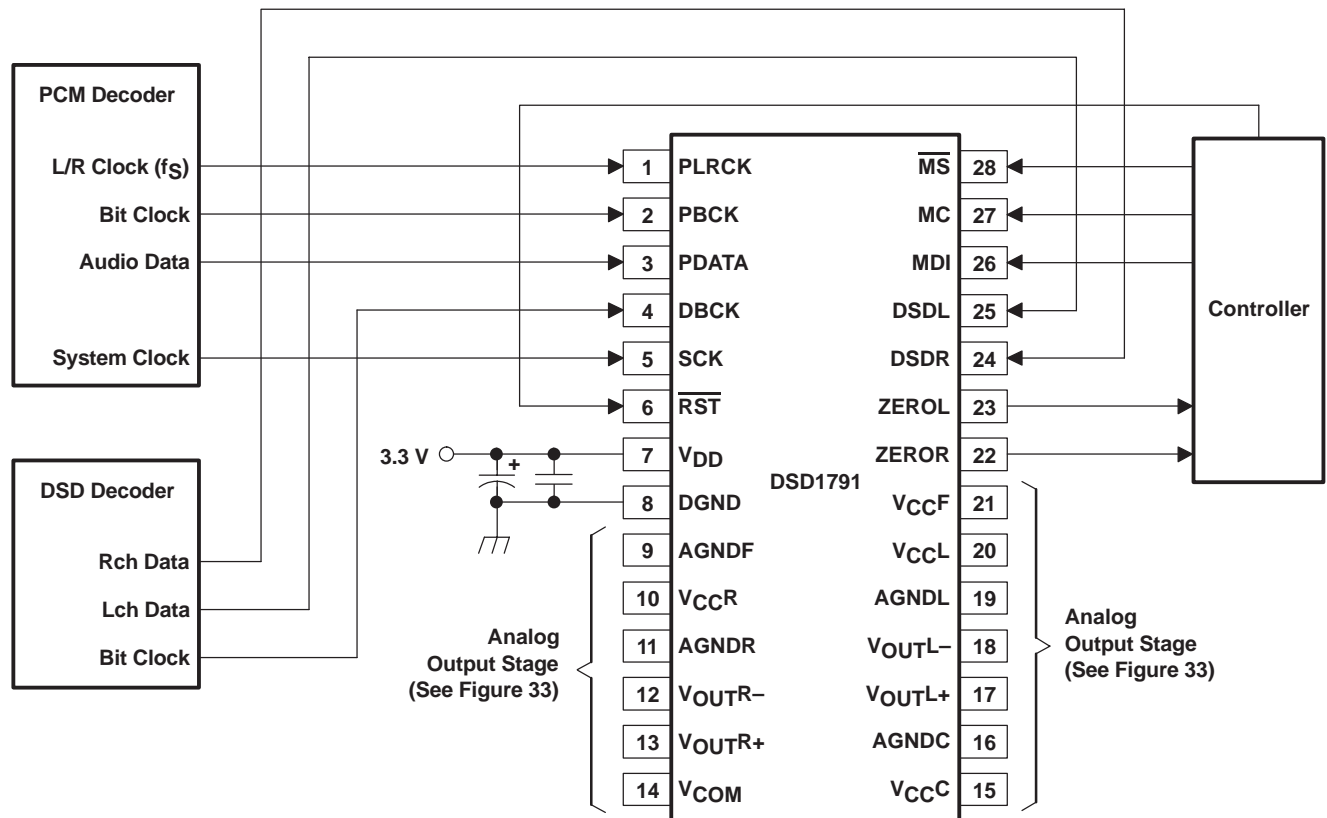 PCM Decoder
L/R Clock (fS)
Bit Clock
Audio Data
System Clock
DSD Decoder
Rch Data
Lch Data
Bit Clock
3.3 V
+
Analog
Output Stage
(See Figure 33)
1 PLRCK
2 PBCK
3 PDATA
4 DBCK
5 SCK
6 RST
7 VDD
8 DGND
9 AGNDF
10 VCCR
11 AGNDR
12 VOUTR–
13 VOUTR+
14 VCOM
DSD1791
MS 28
MC 27
MDI 26
DSDL 25
DSDR 24
ZEROL 23
ZEROR 22
VCCF 21
VCCL 20
AGNDL 19
VOUTL– 18
VOUTL+ 17
AGNDC 16
VCCC 15
Controller
Analog
Output Stage
(See Figure 33)